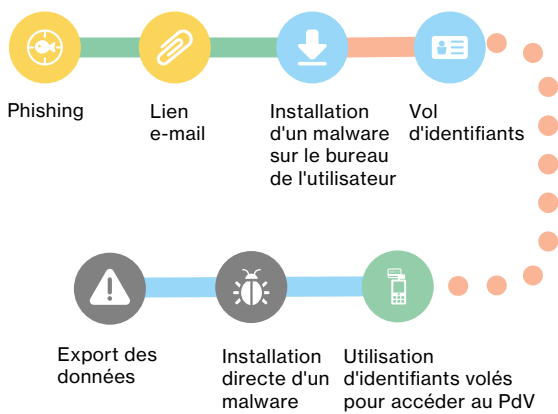 Phishing
Lien
e-mail
Installation
d'un malware
sur le bureau
de l'utilisateur
Vol
d'identifiants
Export des
données
Installation
directe d'un
malware
Utilisation
d'identifiants volés
pour accéder au PdV